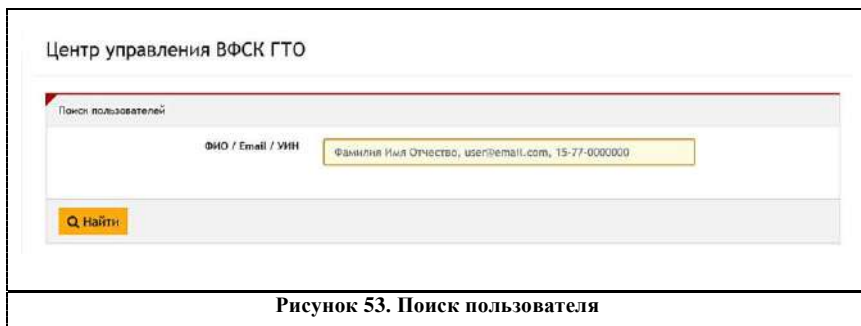 Центр управления ВФСК ГТО
Поиск пользователей
ФИО / Email / УИН
Фамилия Имя Отчество, user@email.com, 15-77-0000000
Найти
Рисунок 53. Поиск пользователя